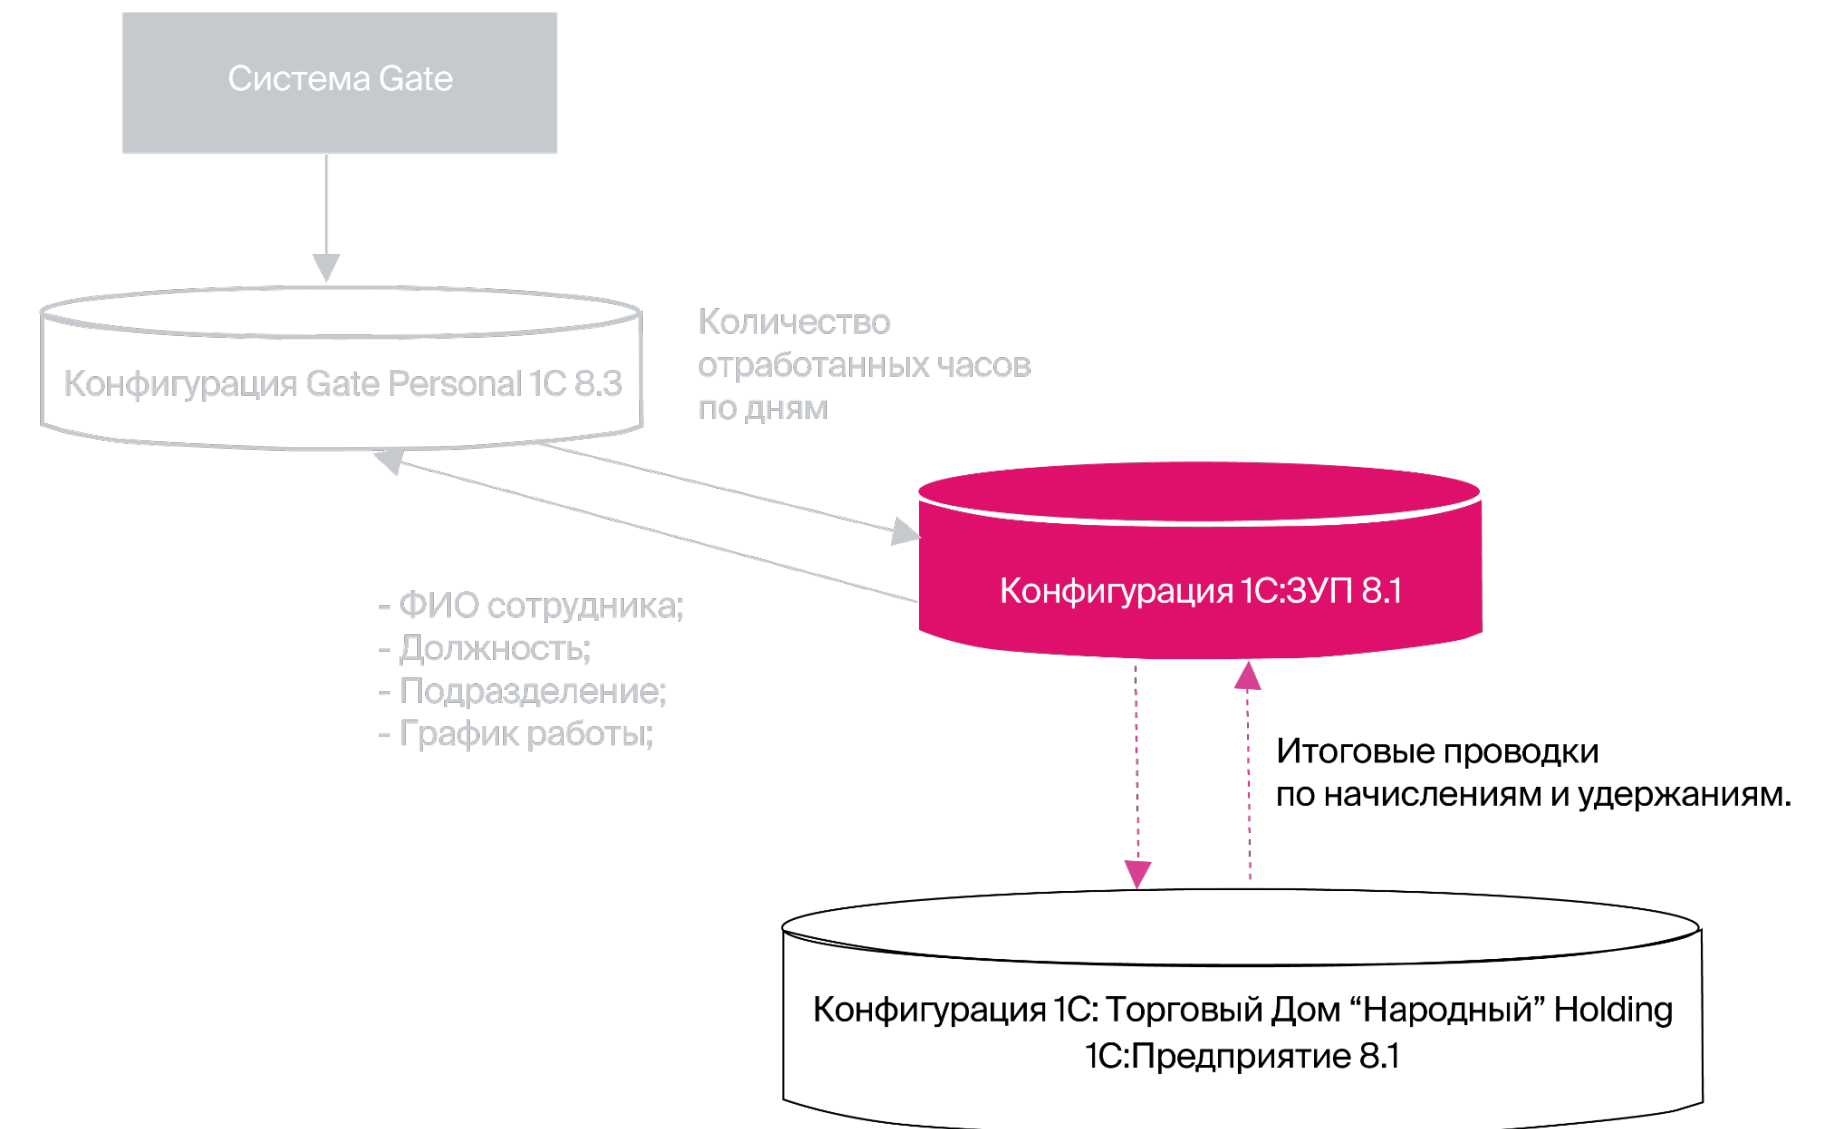 Система Gate
Конфигурация Gate Personal 1С 8.3
Количество
отработанных часов
по дням
Конфигурация 1С:ЗУП 8.1
- ФИО сотрудника;
- Должность;
- Подразделение;
- График работы;
Итоговые проводки
по начислениям и удержаниям.
Конфигурация 1С: Торговый Дом “Народный” Holding
1С:Предприятие 8.1